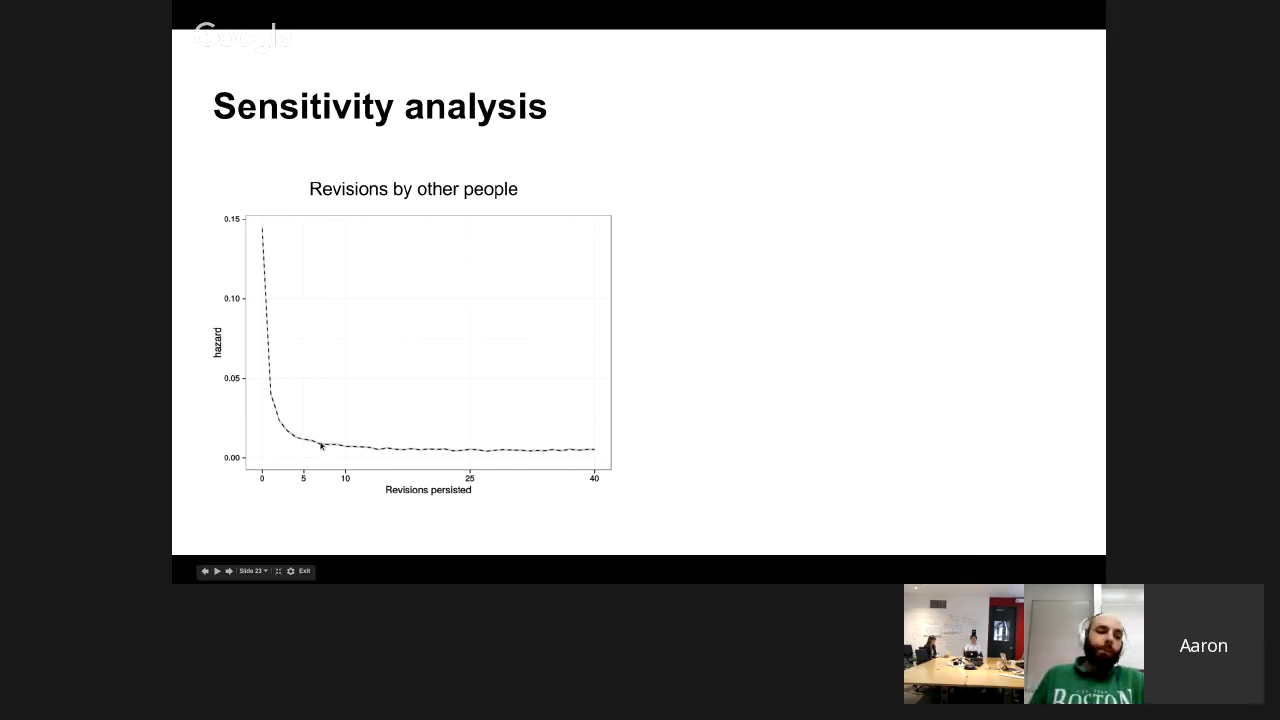 Google
Sensitivity analysis
Revisions by other people
0.15
0.10
0.05
0.00
hazard
0 5 10 25 40
Revisions persisted
Slide 23 Exit
Aaron
BOSTON